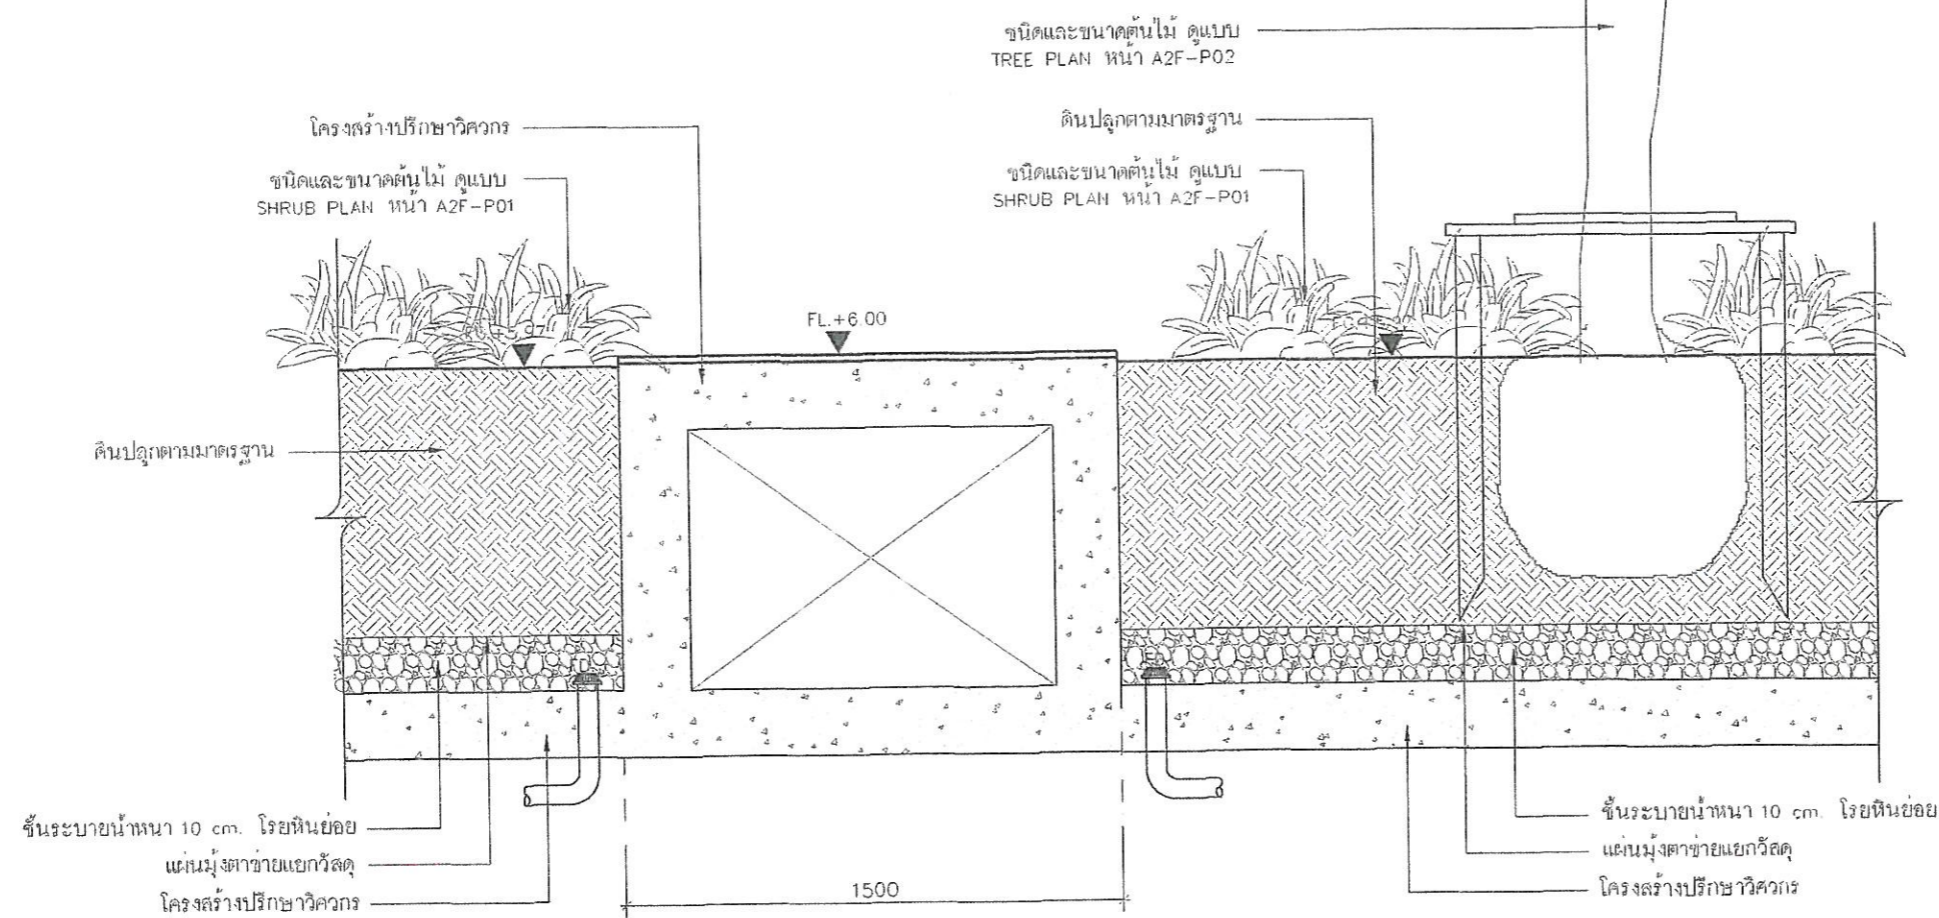 ชนิดและขนาดต้นไม้ ดูแบบ
TREE PLAN หน้า A2F-P02
โครงสร้างปรึกษาวิศวกร
ดินปลูกตามมาตรฐาน
ชนิดและขนาดต้นไม้ ดูแบบ
SHRUB PLAN หน้า A2F-P01
ชนิดและขนาดต้นไม้ ดูแบบ
SHRUB PLAN หน้า A2F-P01
FL.+6.00
ดินปลูกตามมาตรฐาน
ชั้นระบายน้ำหนา 10 cm. โรยหินย่อย
แผ่นมุ้งตาข่ายแยกวัสดุ
โครงสร้างปรึกษาวิศวกร
1500
ชั้นระบายน้ำหนา 10 cm. โรยหินย่อย
แผ่นมุ้งตาข่ายแยกวัสดุ
โครงสร้างปรึกษาวิศวกร